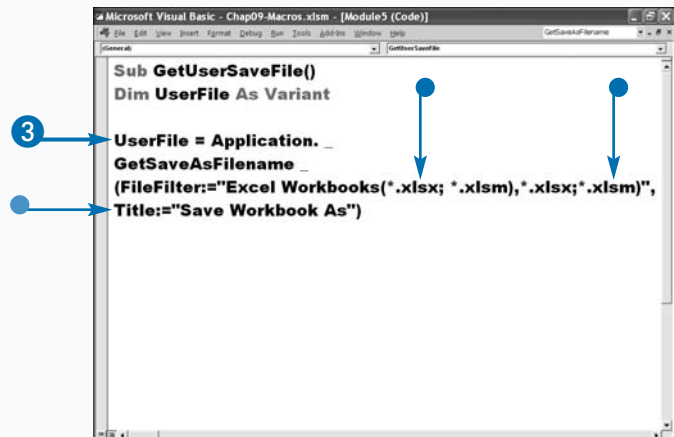 Microsoft Visual Basic - Chap09-Macros.xlsm - [Module5 (Code)]
File Edit View Insert Format Debug Run Tools Add-Ins Window Help GetSaveAsFilename
(General) GetUserSaveFile
Sub GetUserSaveFile()
Dim UserFile As Variant
3
UserFile = Application. _
GetSaveAsFilename _
(FileFilter:="Excel Workbooks(*.xlsx; *.xlsm),*.xlsx;*.xlsm)",
Title:="Save Workbook As")